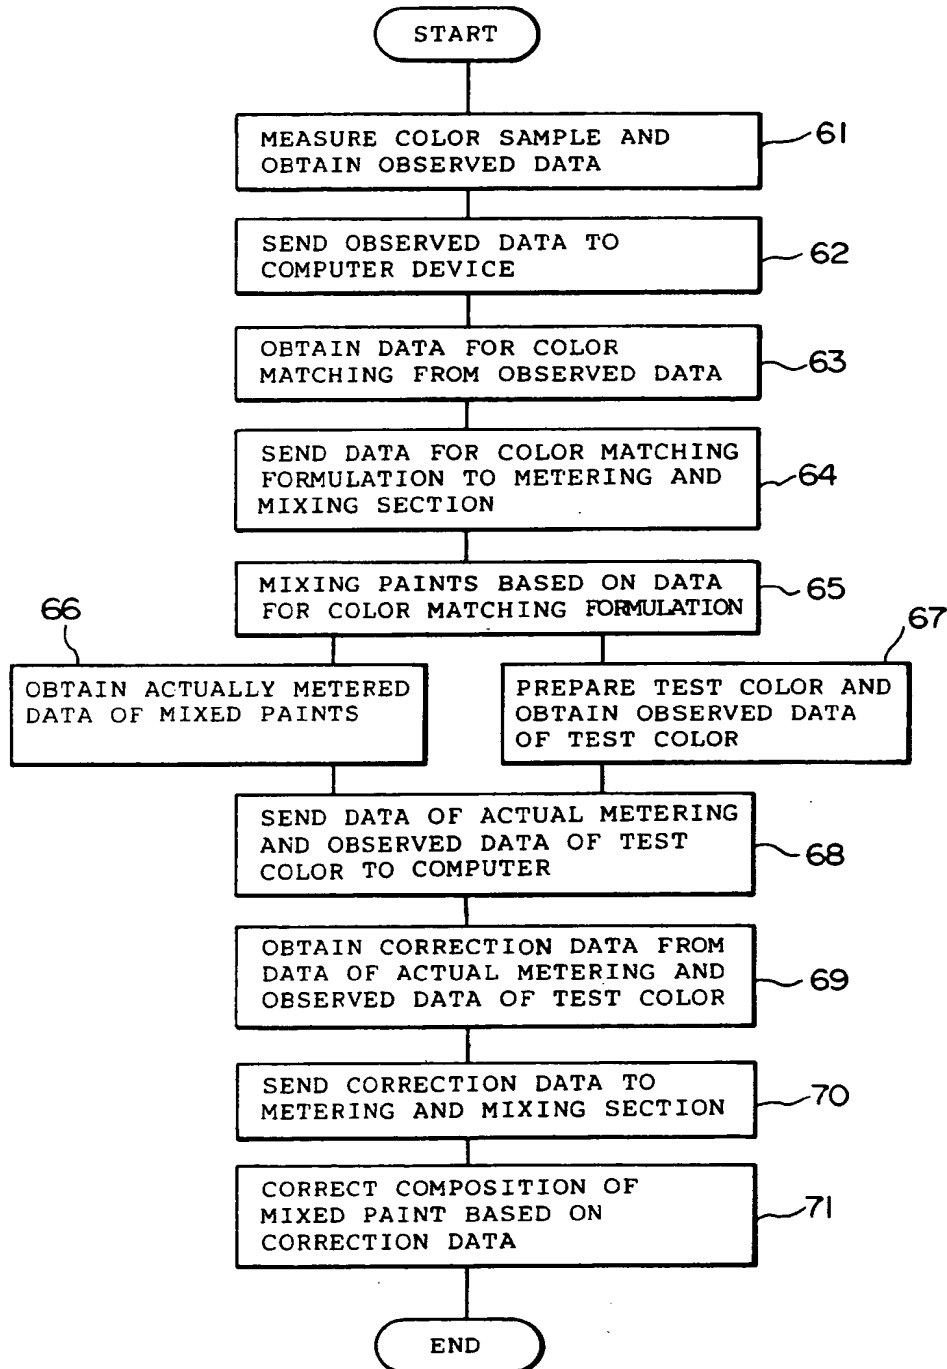 START
MEASURE COLOR SAMPLE AND
OBTAIN OBSERVED DATA
61
SEND OBSERVED DATA TO
COMPUTER DEVICE
62
OBTAIN DATA FOR COLOR
MATCHING FROM OBSERVED DATA
63
SEND DATA FOR COLOR MATCHING
FORMULATION TO METERING AND
MIXING SECTION
64
MIXING PAINTS BASED ON DATA
FOR COLOR MATCHING FORMULATION
65
66
OBTAIN ACTUALLY METERED
DATA OF MIXED PAINTS
67
PREPARE TEST COLOR AND
OBTAIN OBSERVED DATA
OF TEST COLOR
SEND DATA OF ACTUAL METERING
AND OBSERVED DATA OF TEST
COLOR TO COMPUTER
68
OBTAIN CORRECTION DATA FROM
DATA OF ACTUAL METERING AND
OBSERVED DATA OF TEST COLOR
69
SEND CORRECTION DATA TO
METERING AND MIXING SECTION
70
CORRECT COMPOSITION OF
MIXED PAINT BASED ON
CORRECTION DATA
71
END